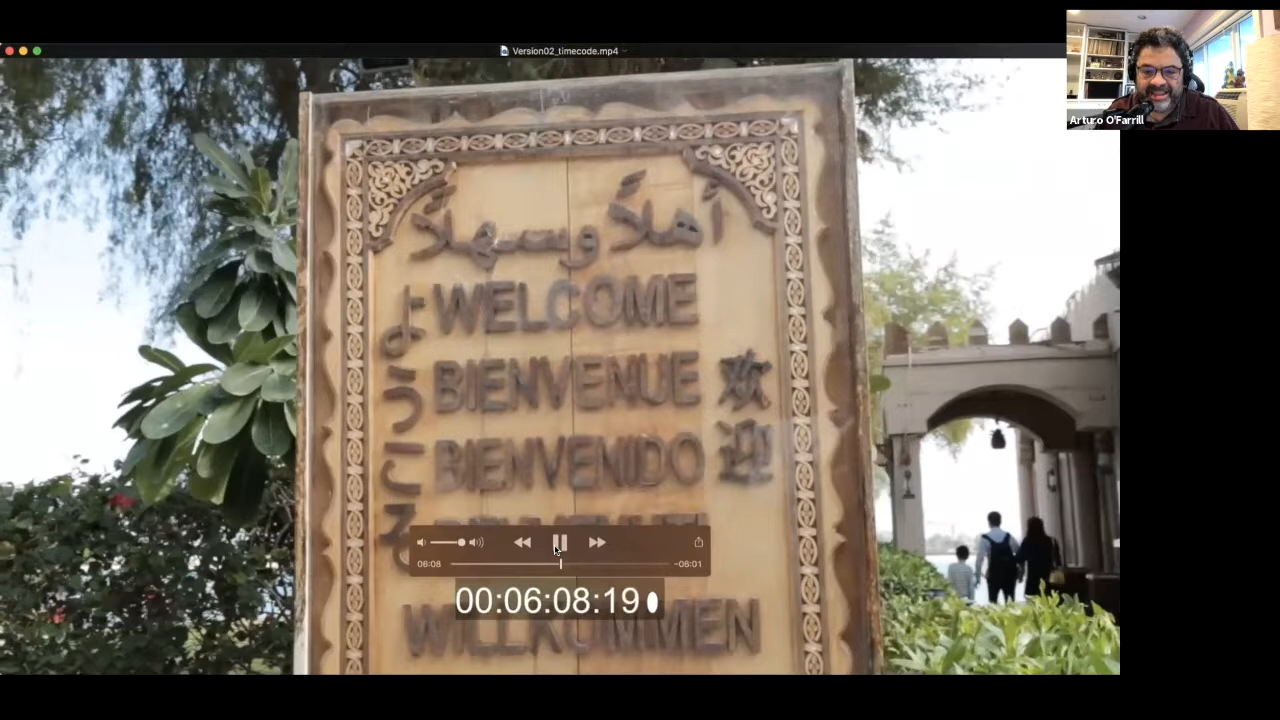 Version02_timecode.mp4
Arturo O'Farrill
أهلاً وسهلاً
WELCOME
BIENVENUE
BIENVENIDO
ようこそ
欢迎
06:08
-06:01
00:06:08:19
WILLKOMMEN